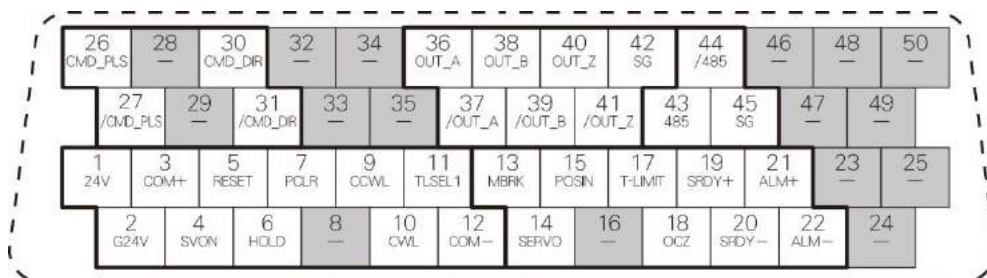 26 28 30 32 34 36 38 40 42 44 46 48 50
CMD_PLS — CMD_DIR — — OUT_A OUT_B OUT_Z SG /485 — — —
27 29 31 33 35 37 39 41 43 45 47 49
/CMD_PLS — /CMD_DIR — — /OUT_A /OUT_B /OUT_Z 485 SG — —
1 3 5 7 9 11 13 15 17 19 21 23 25
24V COM+ RESET PCLR CCWL TLSEL1 MBRK POSIN T-LIMIT SRDY+ ALM+ — —
2 4 6 8 10 12 14 16 18 20 22 24
G24V SVON HOLD — CWL COM— SERVO — OCZ SRDY— ALM— —